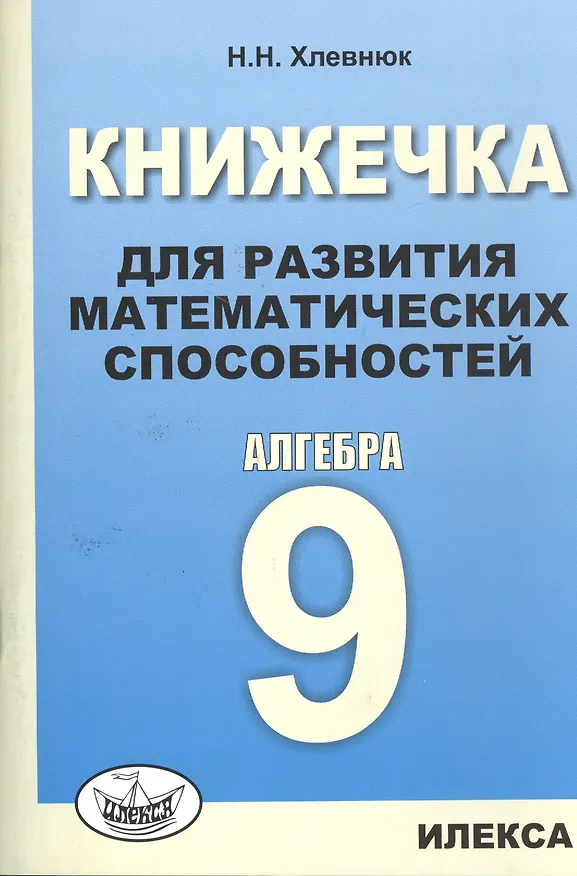 Н.Н. Хлевнюк
КНИЖЕЧКА
ДЛЯ РАЗВИТИЯ
МАТЕМАТИЧЕСКИХ
СПОСОБНОСТЕЙ
АЛГЕБРА
9
ИЛЕКСА
ИЛЕКСА